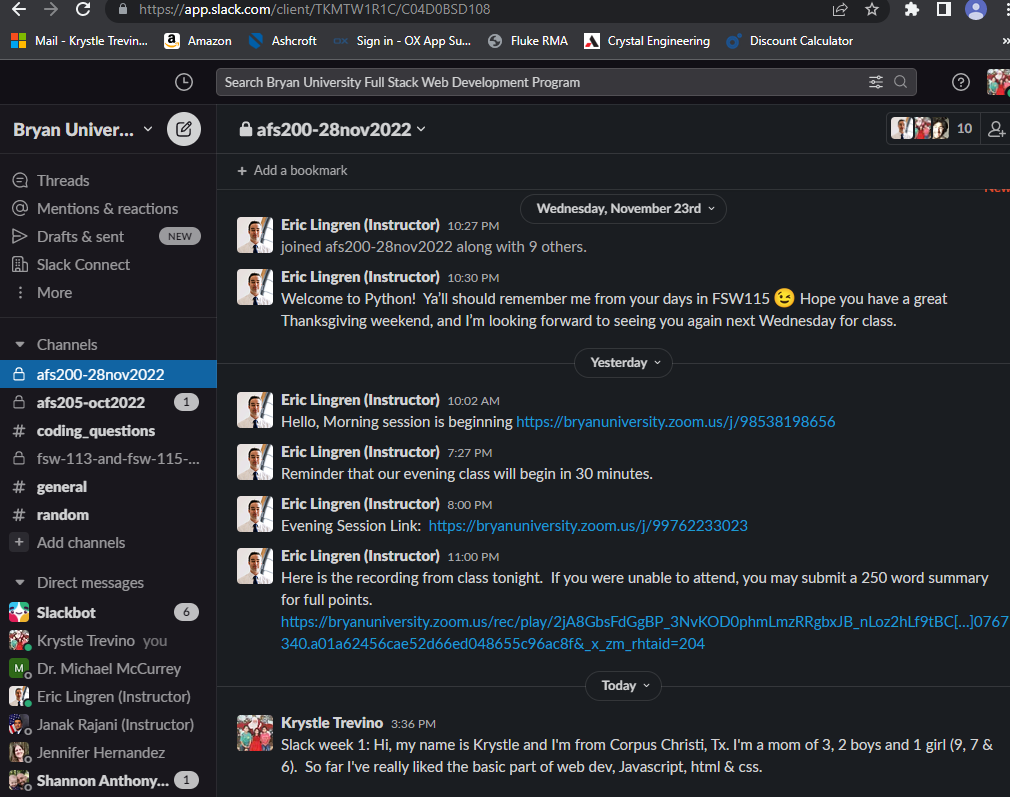 https://app.slack.com/client/TKMTW1R1C/C04D0BSD108
Mail - Krystle Trevin...
Amazon
Ashcroft
Sign in - OX App Su...
Fluke RMA
Crystal Engineering
Discount Calculator
»
Search Bryan University Full Stack Web Development Program
Bryan Univer...
afs200-28nov2022
10
+ Add a bookmark
Threads
Mentions & reactions
Drafts & sent NEW
Slack Connect
More
Channels
afs200-28nov2022
afs205-oct2022 1
# coding_questions
fsw-113-and-fsw-115-...
# general
# random
+ Add channels
Direct messages
Slackbot 6
Krystle Trevino you
M Dr. Michael McCurrey
Eric Lingren (Instructor)
Janak Rajani (Instructor)
Jennifer Hernandez
Shannon Anthony... 1
New
Wednesday, November 23rd
Eric Lingren (Instructor) 10:27 PM
joined afs200-28nov2022 along with 9 others.
Eric Lingren (Instructor) 10:30 PM
Welcome to Python! Ya'll should remember me from your days in FSW115 😉 Hope you have a great
Thanksgiving weekend, and I'm looking forward to seeing you again next Wednesday for class.
Yesterday
Eric Lingren (Instructor) 10:02 AM
Hello, Morning session is beginning https://bryanuniversity.zoom.us/j/98538198656
Eric Lingren (Instructor) 7:27 PM
Reminder that our evening class will begin in 30 minutes.
Eric Lingren (Instructor) 8:00 PM
Evening Session Link: https://bryanuniversity.zoom.us/j/99762233023
Eric Lingren (Instructor) 11:00 PM
Here is the recording from class tonight. If you were unable to attend, you may submit a 250 word summary
for full points.
https://bryanuniversity.zoom.us/rec/play/2jA8GbsFdGgBP_3NvKOD0phmLmzRRgbxJB_nLoz2hLf9tBC[...]0767
340.a01a62456cae52d66ed048655c96ac8f&_x_zm_rhtaid=204
Today
Krystle Trevino 3:36 PM
Slack week 1: Hi, my name is Krystle and I'm from Corpus Christi, Tx. I'm a mom of 3, 2 boys and 1 girl (9, 7 &
6). So far I've really liked the basic part of web dev, Javascript, html & css.